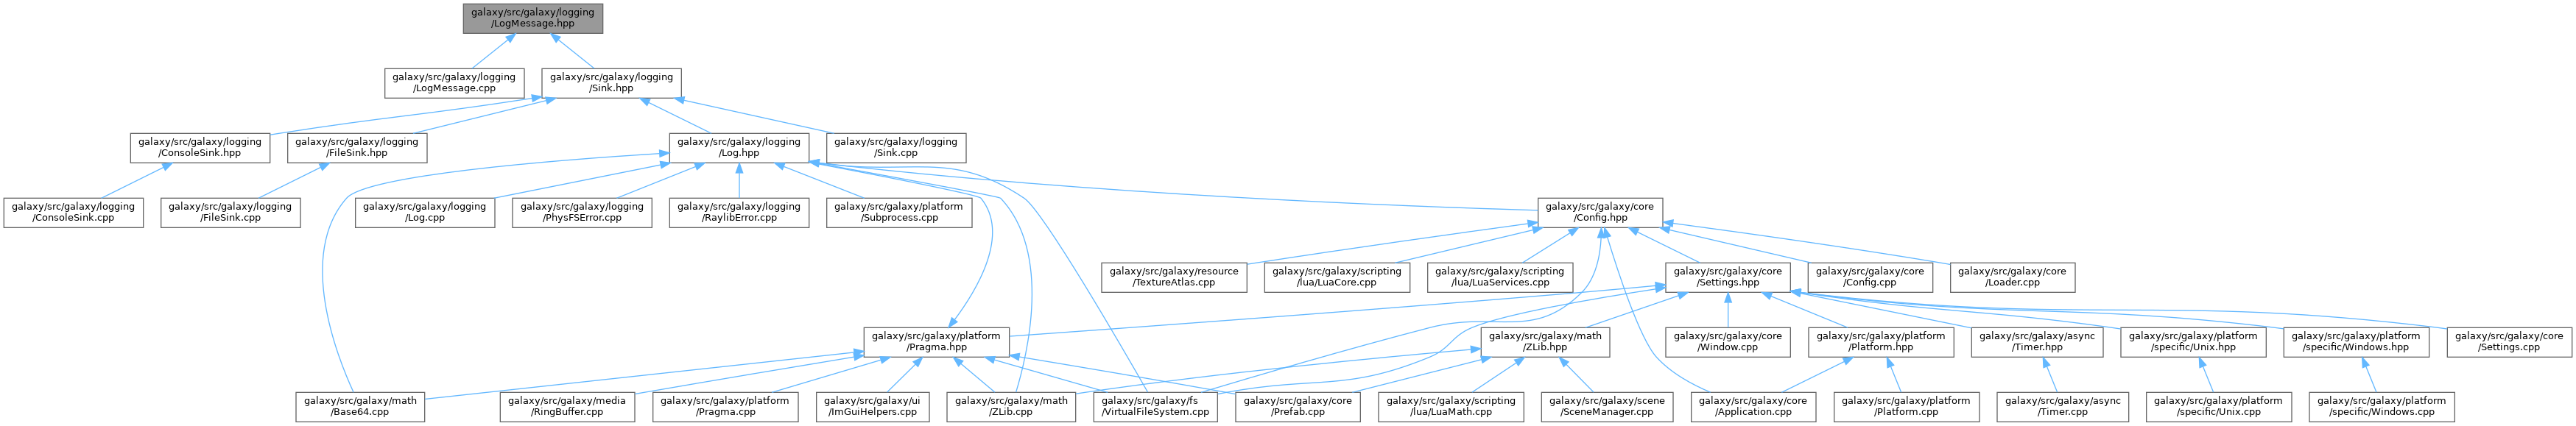 galaxy/src/galaxy/logging
/LogMessage.hpp
galaxy/src/galaxy/logging
/LogMessage.cpp
galaxy/src/galaxy/logging
/Sink.hpp
galaxy/src/galaxy/logging
/ConsoleSink.hpp
galaxy/src/galaxy/logging
/FileSink.hpp
galaxy/src/galaxy/logging
/Log.hpp
galaxy/src/galaxy/logging
/Sink.cpp
galaxy/src/galaxy/logging
/ConsoleSink.cpp
galaxy/src/galaxy/logging
/FileSink.cpp
galaxy/src/galaxy/logging
/Log.cpp
galaxy/src/galaxy/logging
/PhysFSError.cpp
galaxy/src/galaxy/logging
/RaylibError.cpp
galaxy/src/galaxy/platform
/Subprocess.cpp
galaxy/src/galaxy/core
/Config.hpp
galaxy/src/galaxy/resource
/TextureAtlas.cpp
galaxy/src/galaxy/scripting
/lua/LuaCore.cpp
galaxy/src/galaxy/scripting
/lua/LuaServices.cpp
galaxy/src/galaxy/core
/Settings.hpp
galaxy/src/galaxy/core
/Config.cpp
galaxy/src/galaxy/core
/Loader.cpp
galaxy/src/galaxy/platform
/Pragma.hpp
galaxy/src/galaxy/math
/ZLib.hpp
galaxy/src/galaxy/core
/Window.cpp
galaxy/src/galaxy/platform
/Platform.hpp
galaxy/src/galaxy/async
/Timer.hpp
galaxy/src/galaxy/platform
/specific/Unix.hpp
galaxy/src/galaxy/platform
/specific/Windows.hpp
galaxy/src/galaxy/core
/Settings.cpp
galaxy/src/galaxy/math
/Base64.cpp
galaxy/src/galaxy/media
/RingBuffer.cpp
galaxy/src/galaxy/platform
/Pragma.cpp
galaxy/src/galaxy/ui
/ImGuiHelpers.cpp
galaxy/src/galaxy/math
/ZLib.cpp
galaxy/src/galaxy/fs
/VirtualFileSystem.cpp
galaxy/src/galaxy/core
/Prefab.cpp
galaxy/src/galaxy/scripting
/lua/LuaMath.cpp
galaxy/src/galaxy/scene
/SceneManager.cpp
galaxy/src/galaxy/core
/Application.cpp
galaxy/src/galaxy/platform
/Platform.cpp
galaxy/src/galaxy/async
/Timer.cpp
galaxy/src/galaxy/platform
/specific/Unix.cpp
galaxy/src/galaxy/platform
/specific/Windows.cpp